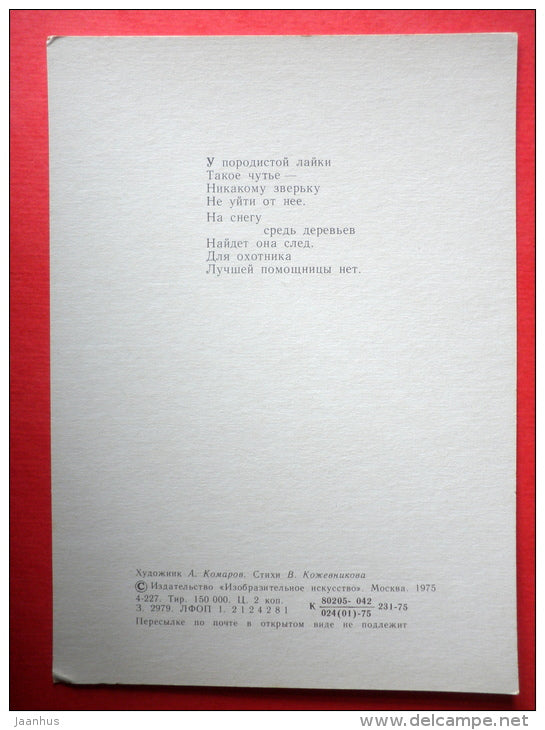 У породистой лайки
Такое чутье —
Никакому зверьку
Не уйти от нее.
На снегу
средь деревьев
Найдет она след.
Для охотника
Лучшей помощницы нет.
Художник А. Комаров. Стихи В. Кожевникова
© Издательство «Изобразительное искусство». Москва. 1975
4-227. Тир. 150 000. Ц. 2 коп.
З. 2979. ЛФОП 1. 2124281
К 80205-042 231-75
024(01)-75
Пересылке по почте в открытом виде не подлежит
jaanhus
www.delcampe.net